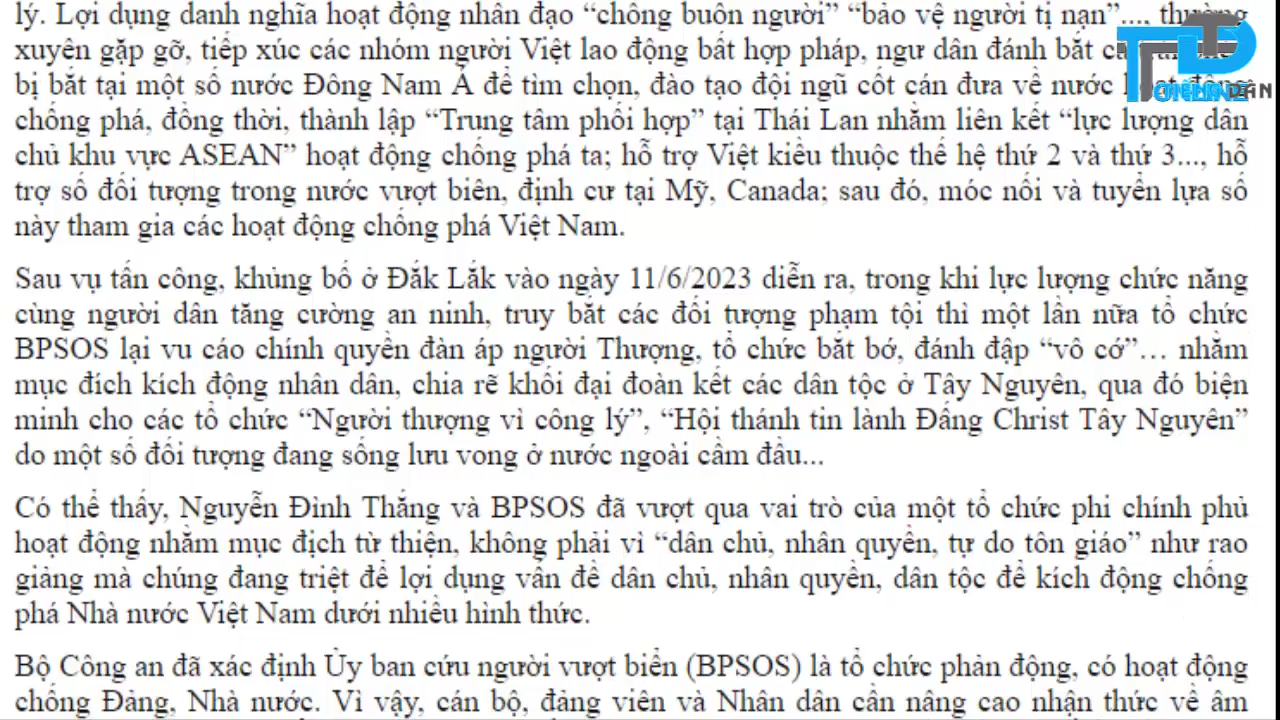 lý. Lợi dụng danh nghĩa hoạt động nhân đạo “chống buôn người” “bảo vệ người tị nạn”..., thường
xuyên gặp gỡ, tiếp xúc các nhóm người Việt lao động bất hợp pháp, ngư dân đánh bắt
bị bắt tại một số nước Đông Nam Á để tìm chọn, đào tạo đội ngũ cốt cán đưa về nước
chống phá, đồng thời, thành lập “Trung tâm phối hợp” tại Thái Lan nhằm liên kết “lực lượng dân
chủ khu vực ASEAN” hoạt động chống phá ta; hỗ trợ Việt kiều thuộc thế hệ thứ 2 và thứ 3..., hỗ
trợ số đối tượng trong nước vượt biên, định cư tại Mỹ, Canada; sau đó, móc nối và tuyển lựa số
này tham gia các hoạt động chống phá Việt Nam.
Sau vụ tấn công, khủng bố ở Đắk Lắk vào ngày 11/6/2023 diễn ra, trong khi lực lượng chức năng
cùng người dân tăng cường an ninh, truy bắt các đối tượng phạm tội thì một lần nữa tổ chức
BPSOS lại vu cáo chính quyền đàn áp người Thượng, tổ chức bắt bớ, đánh đập “vô cớ”… nhằm
mục đích kích động nhân dân, chia rẽ khối đại đoàn kết các dân tộc ở Tây Nguyên, qua đó biện
minh cho các tổ chức “Người thượng vì công lý”, “Hội thánh tin lành Đấng Christ Tây Nguyên”
do một số đối tượng đang sống lưu vong ở nước ngoài cầm đầu...
Có thể thấy, Nguyễn Đình Thắng và BPSOS đã vượt qua vai trò của một tổ chức phi chính phủ
hoạt động nhằm mục địch từ thiện, không phải vì “dân chủ, nhân quyền, tự do tôn giáo” như rao
giảng mà chúng đang triệt để lợi dụng vấn đề dân chủ, nhân quyền, dân tộc để kích động chống
phá Nhà nước Việt Nam dưới nhiều hình thức.
Bộ Công an đã xác định Ủy ban cứu người vượt biển (BPSOS) là tổ chức phản động, có hoạt động
chống Đảng, Nhà nước. Vì vậy, cán bộ, đảng viên và Nhân dân cần nâng cao nhận thức về âm